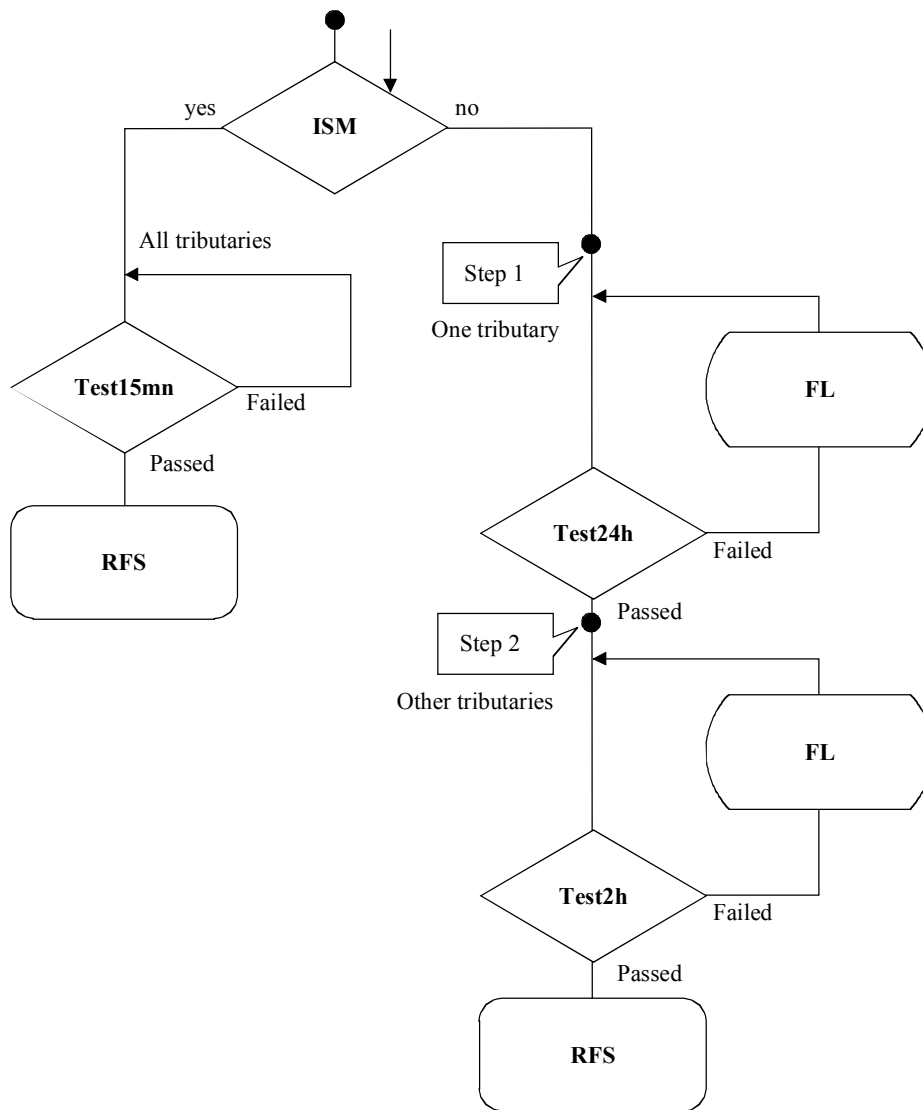 yes
ISM
no
All tributaries
Step 1
One tributary
Test15mn
Failed
FL
Passed
RFS
Test24h
Failed
Passed
Step 2
Other tributaries
FL
Test2h
Failed
Passed
RFS